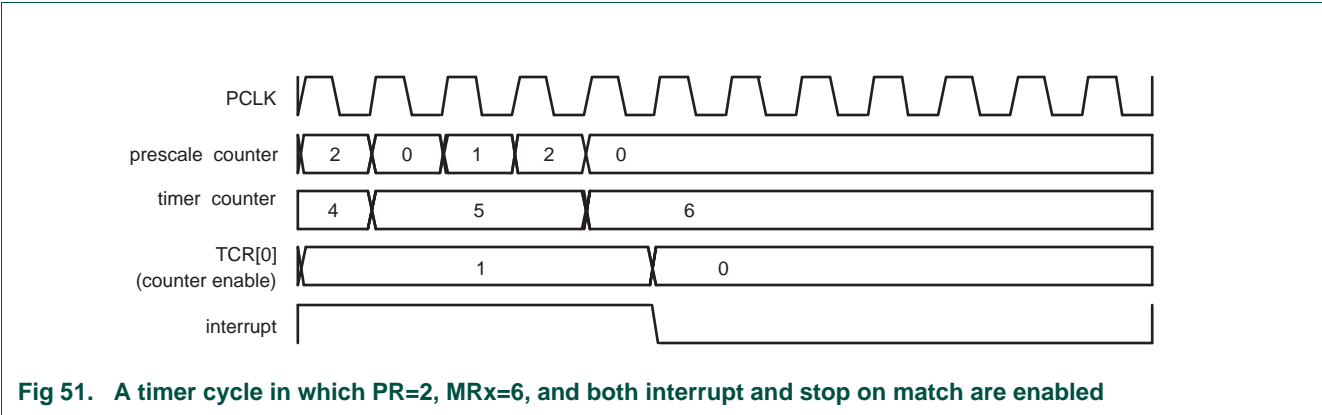 PCLK
prescale counter 2 0 1 2 0
timer counter 4 5 6
TCR[0]
(counter enable) 1 0
interrupt
Fig 51. A timer cycle in which PR=2, MRx=6, and both interrupt and stop on match are enabled